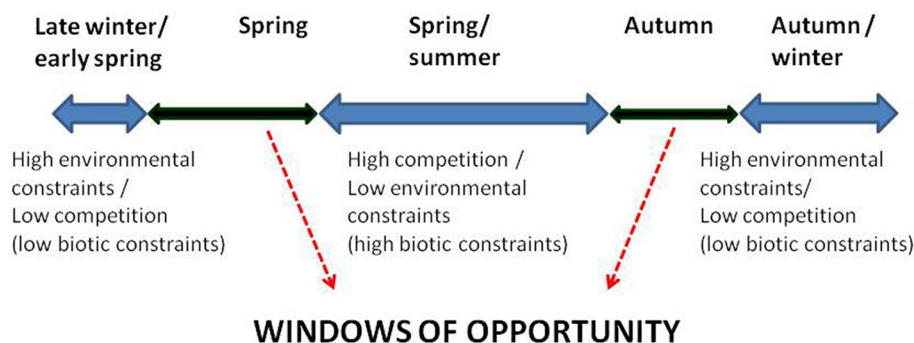 Late winter/
early spring
Spring
Spring/
summer
Autumn
Autumn /
winter
High environmental
constraints /
Low competition
(low biotic constraints)
High competition /
Low environmental
constraints
(high biotic constraints)
High environmental
constraints/
Low competition
(low biotic constraints)
WINDOWS OF OPPORTUNITY